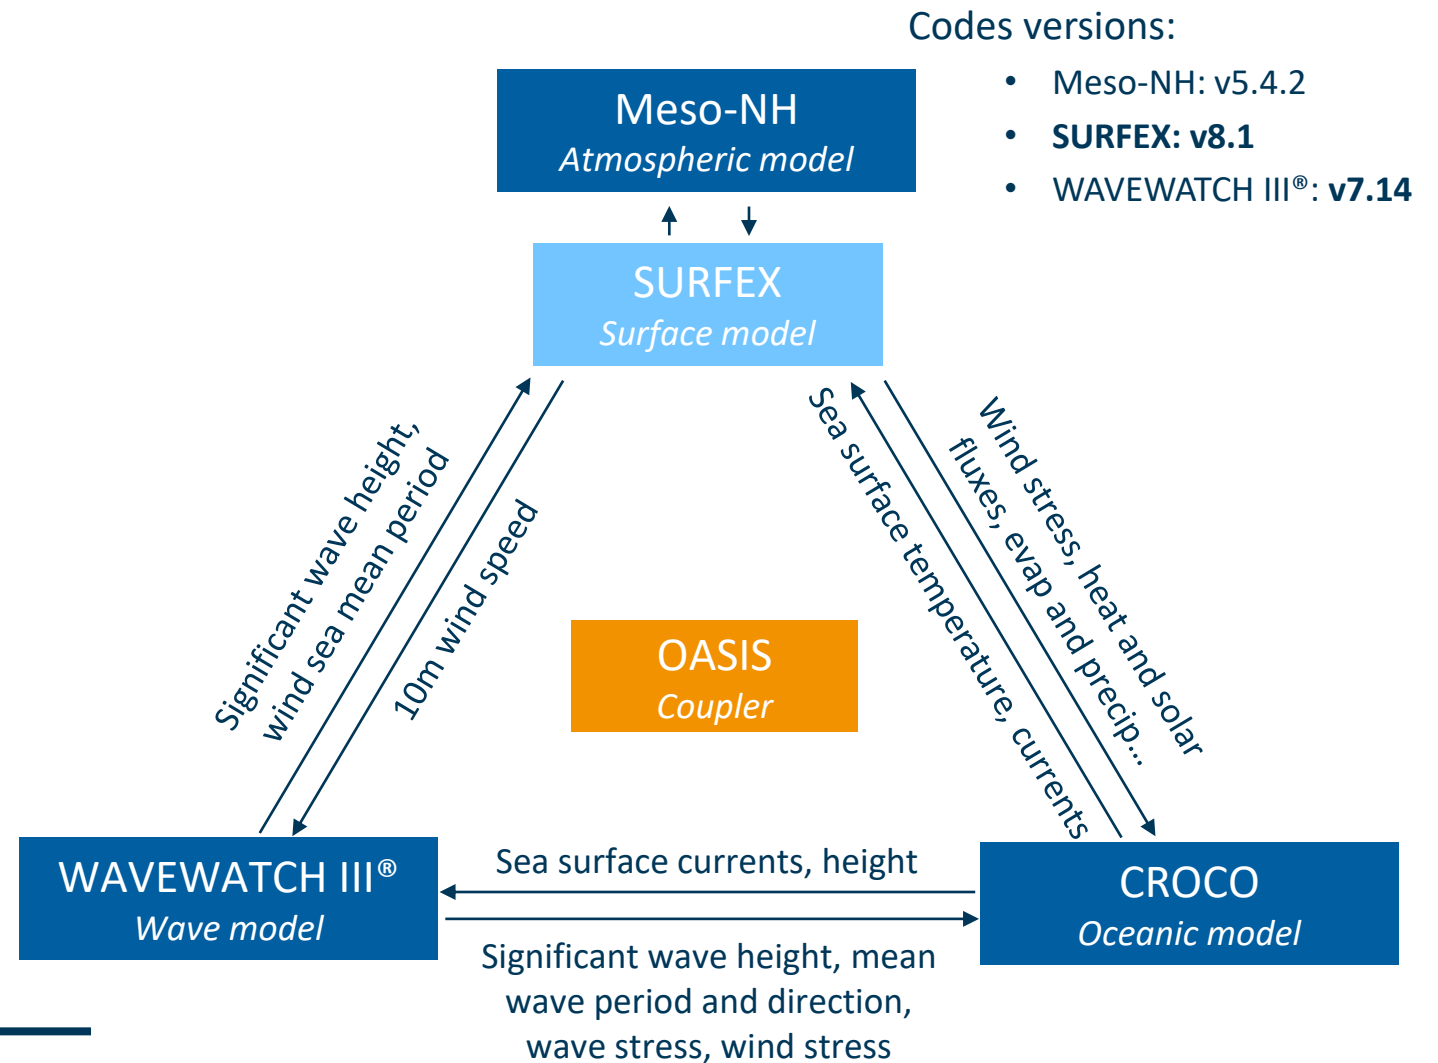 Codes versions:
• Meso-NH: v5.4.2
• SURFEX: v8.1
• WAVEWATCH III®: v7.14
Meso-NH
Atmospheric model
SURFEX
Surface model
Significant wave height,
wind sea mean period
10m wind speed
Sea surface temperature, currents
Wind stress, heat and solar
fluxes, evap and precip...
OASIS
Coupler
WAVEWATCH III®
Wave model
Sea surface currents, height
CROCO
Oceanic model
Significant wave height, mean
wave period and direction,
wave stress, wind stress